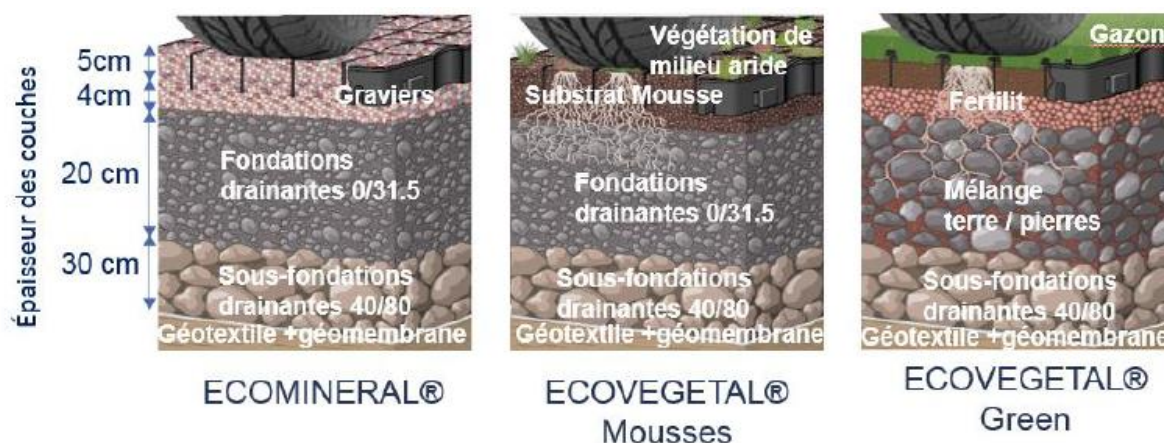 Épaisseur des couches
5cm
4cm
20 cm
30 cm
Graviers
Fondations
drainantes 0/31.5
Sous-fondations
drainantes 40/80
Géotextile +géomembrane
ECOMINERAL®
Végétation de
milieu aride
Substrat Mousse
Fondations
drainantes 0/31.5
Sous-fondations
drainantes 40/80
Géotextile +géomembrane
ECOVEGETAL®
Mousses
Gazon
Fertilit
Mélange
terre / pierres
Sous-fondations
drainantes 40/80
Géotextile +géomembrane
ECOVEGETAL®
Green